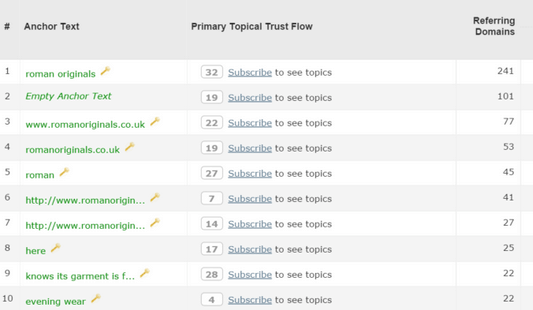 # Anchor Text Primary Topical Trust Flow Referring Domains
1 roman originals 32 Subscribe to see topics 241
2 Empty Anchor Text 19 Subscribe to see topics 101
3 www.romanoriginals.co.uk 22 Subscribe to see topics 77
4 romanoriginals.co.uk 19 Subscribe to see topics 53
5 roman 27 Subscribe to see topics 45
6 http://www.romanorigin... 7 Subscribe to see topics 41
7 http://www.romanorigin... 14 Subscribe to see topics 27
8 here 17 Subscribe to see topics 25
9 knows its garment is f... 28 Subscribe to see topics 22
10 evening wear 4 Subscribe to see topics 22